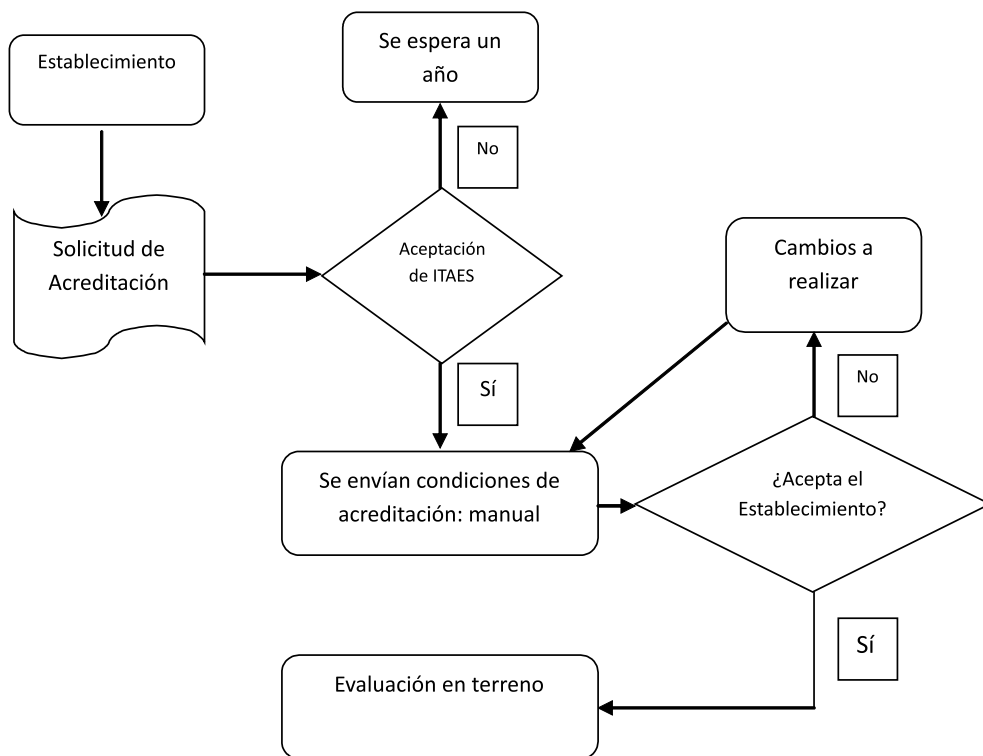 Establecimiento
Se espera un
año
No
Solicitud de
Acreditación
Aceptación
de ITAES
Sí
Cambios a
realizar
No
Se envían condiciones de
acreditación: manual
¿Acepta el
Establecimiento?
Sí
Evaluación en terreno